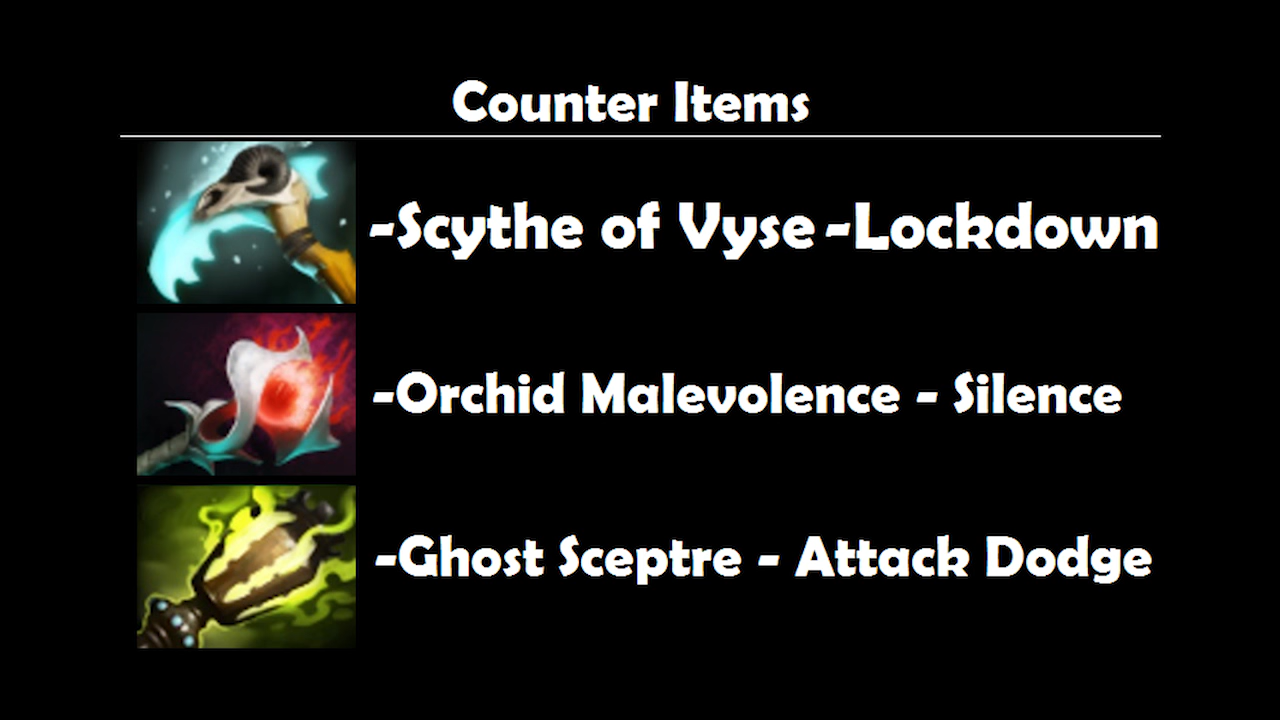 Counter Items
-Scythe of Vyse -Lockdown
-Orchid Malevolence - Silence
-Ghost Sceptre - Attack Dodge